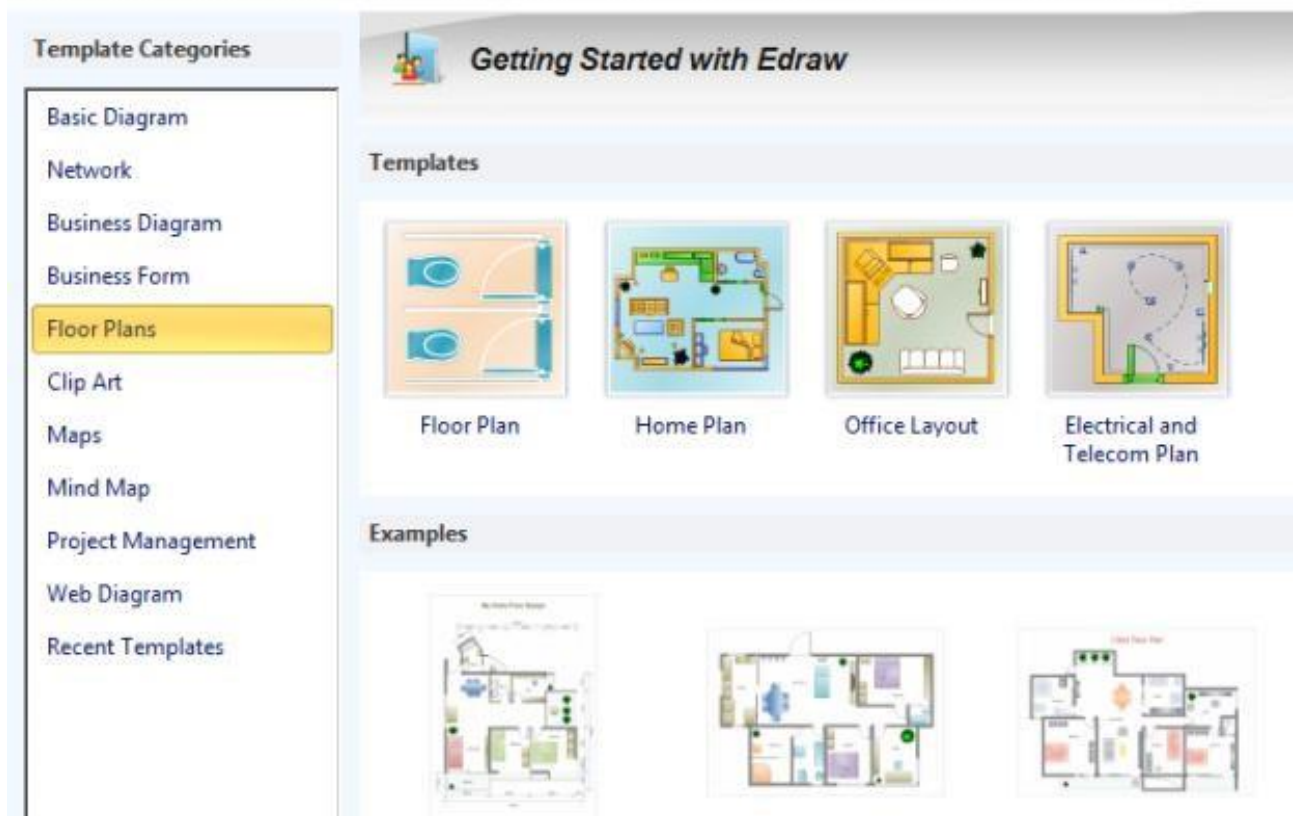 Template Categories
Getting Started with Edraw
Basic Diagram
Network
Business Diagram
Business Form
Floor Plans
Clip Art
Maps
Mind Map
Project Management
Web Diagram
Recent Templates
Templates
Floor Plan
Home Plan
Office Layout
Electrical and
Telecom Plan
Examples